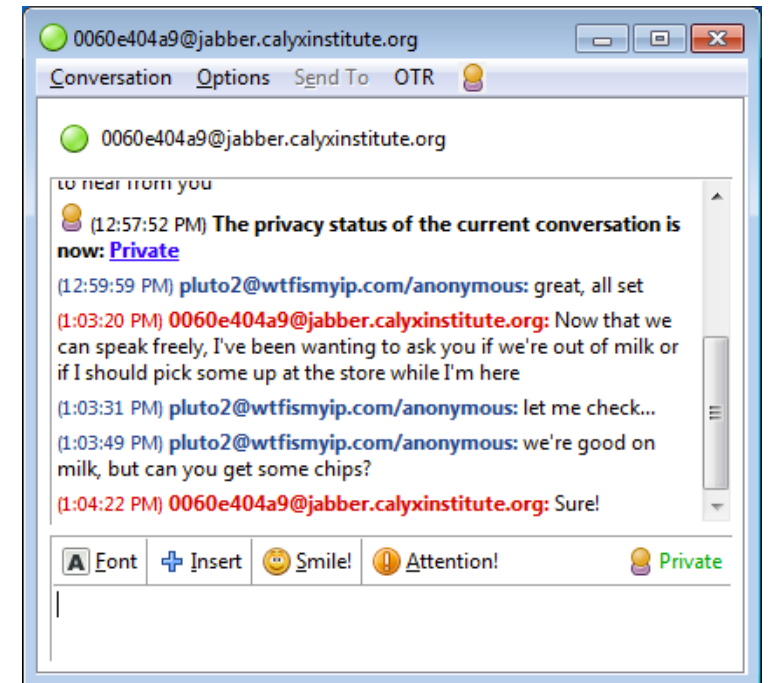 0060e404a9@jabber.calyxinstitute.org
Conversation Options Send To OTR
0060e404a9@jabber.calyxinstitute.org
to hear from you
(12:57:52 PM) The privacy status of the current conversation is
now: Private
(12:59:59 PM) pluto2@wtfismyip.com/anonymous: great, all set
(1:03:20 PM) 0060e404a9@jabber.calyxinstitute.org: Now that we
can speak freely, I've been wanting to ask you if we're out of milk or
if I should pick some up at the store while I'm here
(1:03:31 PM) pluto2@wtfismyip.com/anonymous: let me check...
(1:03:49 PM) pluto2@wtfismyip.com/anonymous: we're good on
milk, but can you get some chips?
(1:04:22 PM) 0060e404a9@jabber.calyxinstitute.org: Sure!
A Font Insert Smile! Attention! Private